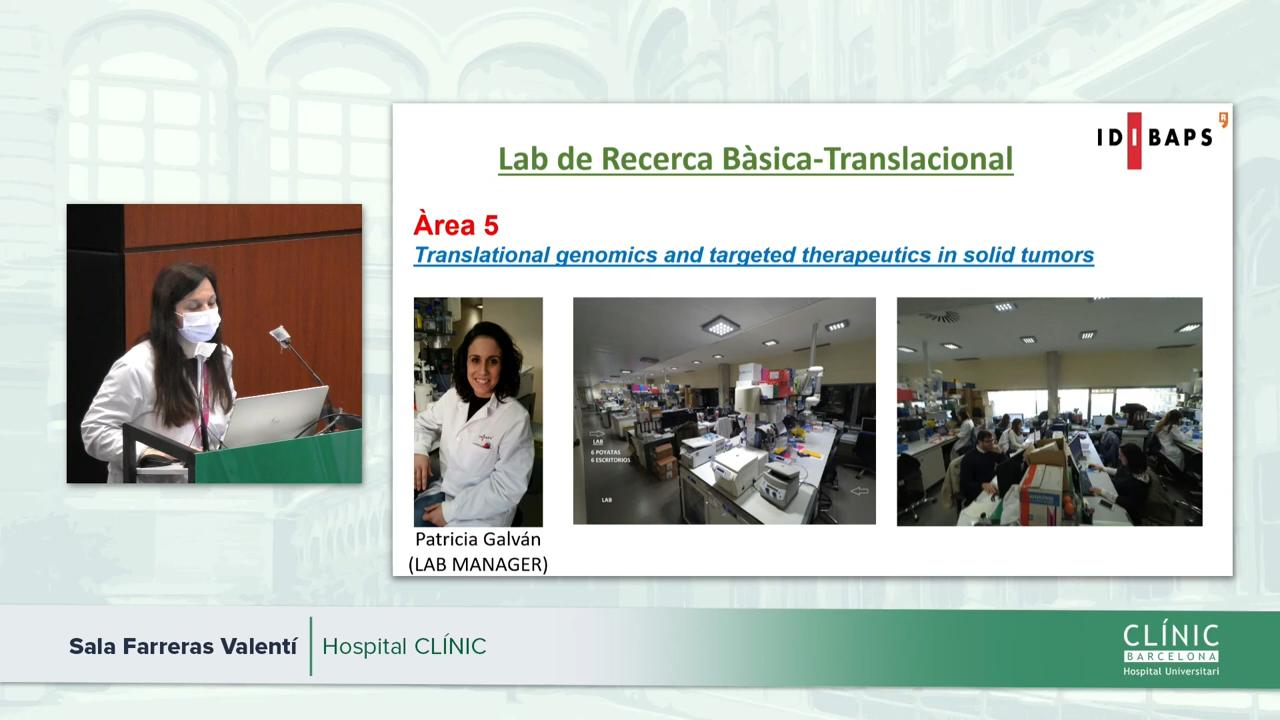 IDIBAPS
R
Lab de Recerca Bàsica-Translacional
Àrea 5
Translational genomics and targeted therapeutics in solid tumors
LAB
6 POYATAS
6 ESCRITORIOS
LAB
Patricia Galván
(LAB MANAGER)
Sala Farreras Valentí
Hospital CLÍNIC
CLÍNIC
BARCELONA
Hospital Universitari